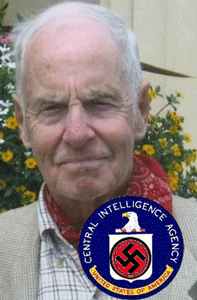 CENTRAL INTELLIGENCE AGENCY
UNITED STATES OF AMERICA